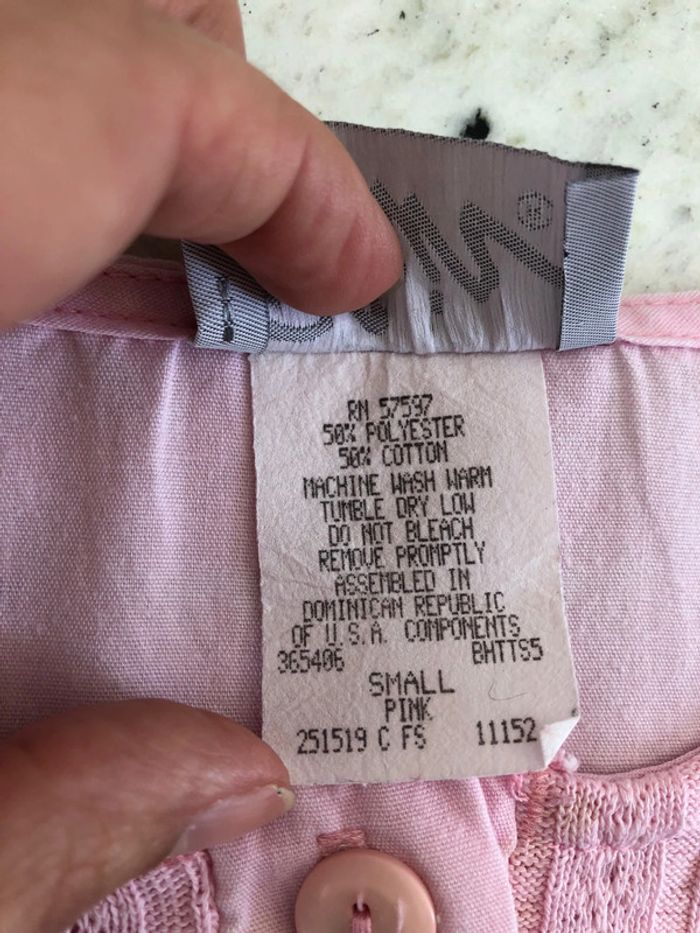 ®
RN 57597
50% POLYESTER
50% COTTON
MACHINE WASH WARM
TUMBLE DRY LOW
DO NOT BLEACH
REMOVE PROMPTLY
ASSEMBLED IN
DOMINICAN REPUBLIC
OF U.S.A. COMPONENTS
365406 BHTTS5
SMALL
PINK
251519 C FS 11152